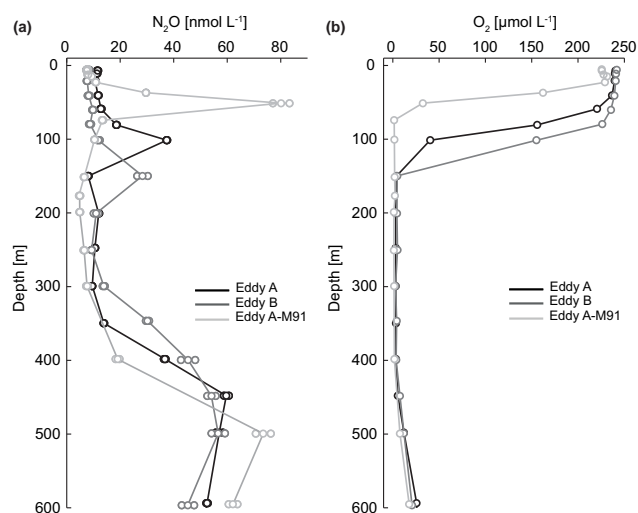 (a)
N₂O [nmol L⁻¹]
0 20 40 60 80
0
100
200
300
400
500
600
Depth [m]
Eddy A
Eddy B
Eddy A-M91
(b)
O₂ [µmol L⁻¹]
0 50 100 150 200 250
0
100
200
300
400
500
600
Depth [m]
Eddy A
Eddy B
Eddy A-M91